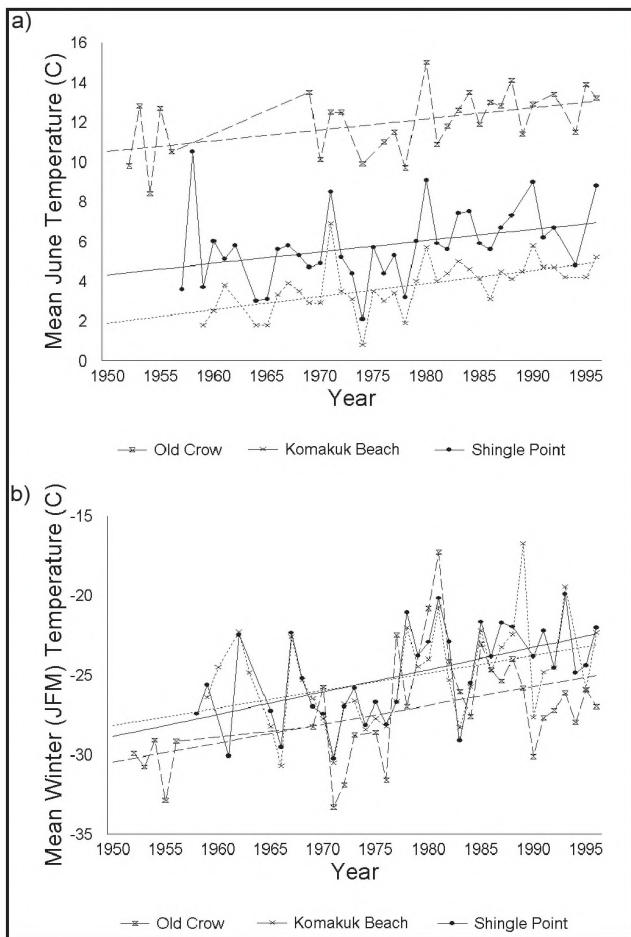 a)
Mean June Temperature (C)
16
14
12
10
8
6
4
2
0
1950 1955 1960 1965 1970 1975 1980 1985 1990 1995
Year
Old Crow Komakuk Beach Shingle Point
b)
Mean Winter (JFM) Temperature (C)
-15
-20
-25
-30
-35
1950 1955 1960 1965 1970 1975 1980 1985 1990 1995
Year
Old Crow Komakuk Beach Shingle Point